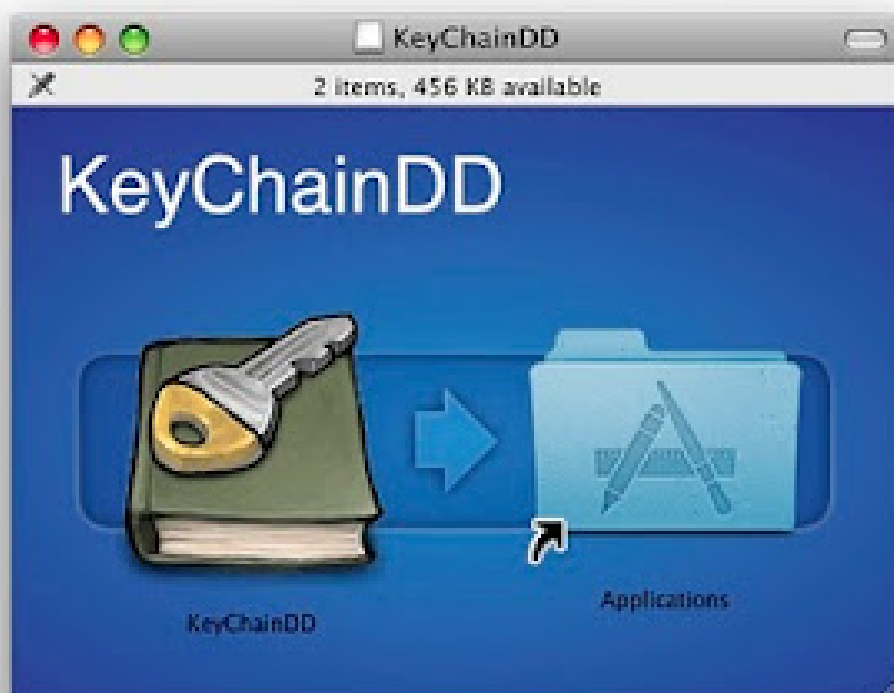 KeyChainDD
2 items, 456 KB available
KeyChainDD
KeyChainDD
Applications